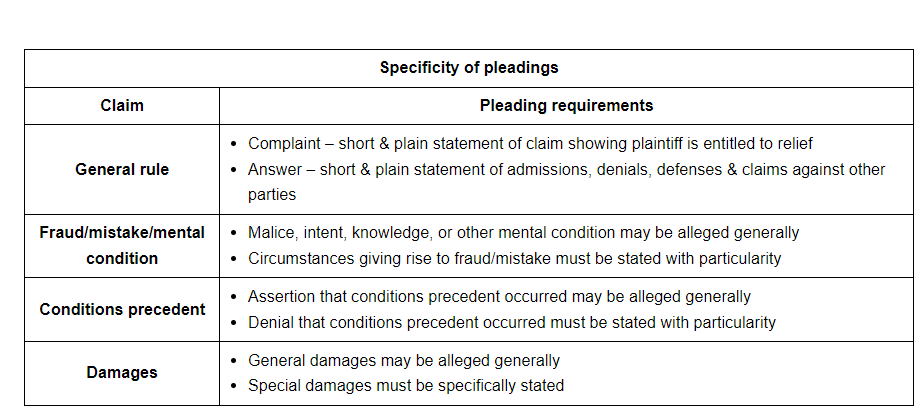 Specificity of pleadings
Claim
Pleading requirements
General rule
• Complaint – short & plain statement of claim showing plaintiff is entitled to relief
• Answer – short & plain statement of admissions, denials, defenses & claims against other
parties
Fraud/mistake/mental
condition
• Malice, intent, knowledge, or other mental condition may be alleged generally
• Circumstances giving rise to fraud/mistake must be stated with particularity
Conditions precedent
• Assertion that conditions precedent occurred may be alleged generally
• Denial that conditions precedent occurred must be stated with particularity
Damages
• General damages may be alleged generally
• Special damages must be specifically stated